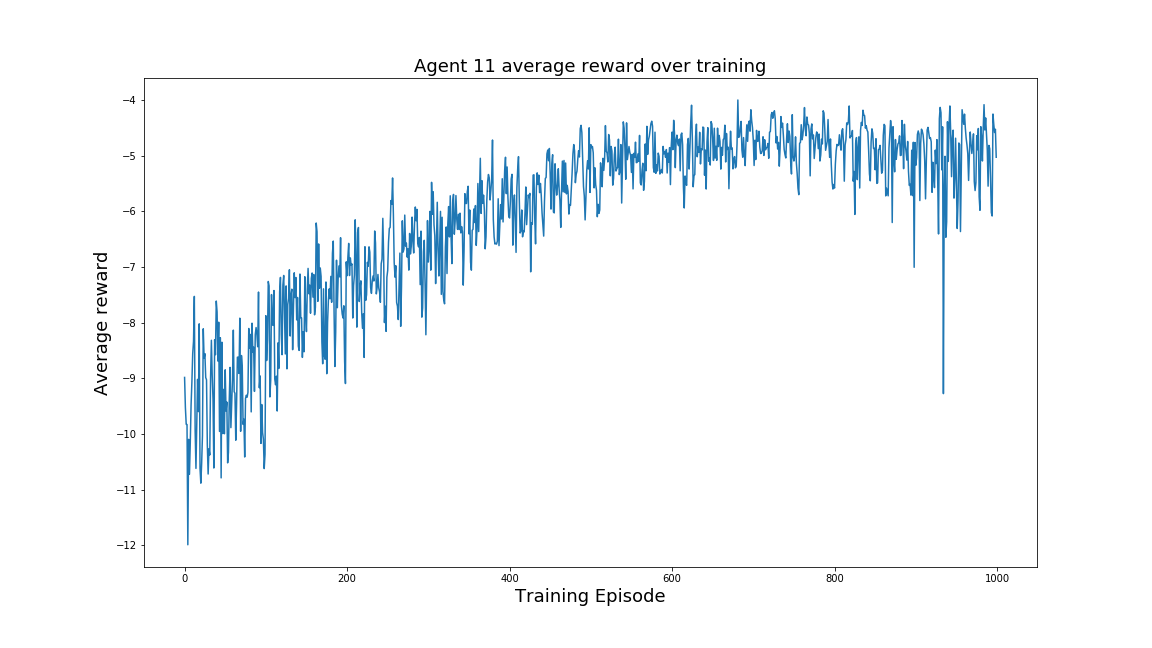 Agent 11 average reward over training
Average reward
−4
−5
−6
−7
−8
−9
−10
−11
−12
0 200 400 600 800 1000
Training Episode